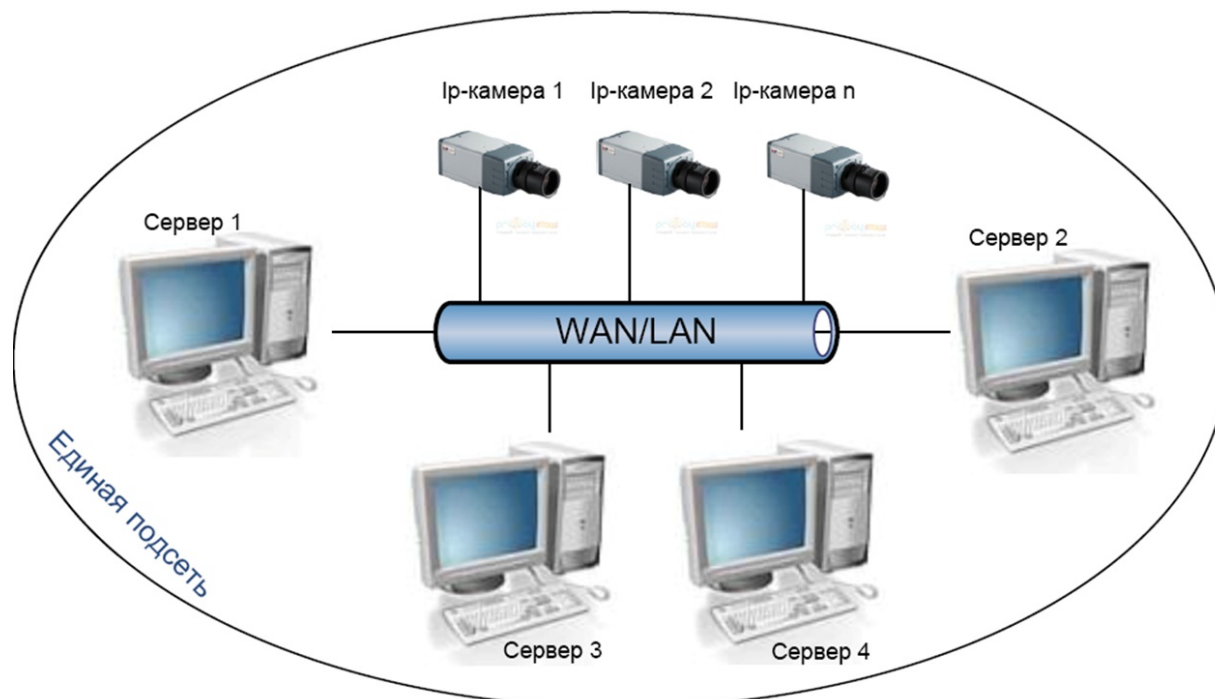 Ip-камера 1 Ip-камера 2 Ip-камера n
Сервер 1
Сервер 2
WAN/LAN
Единая подсеть
Сервер 3
Сервер 4